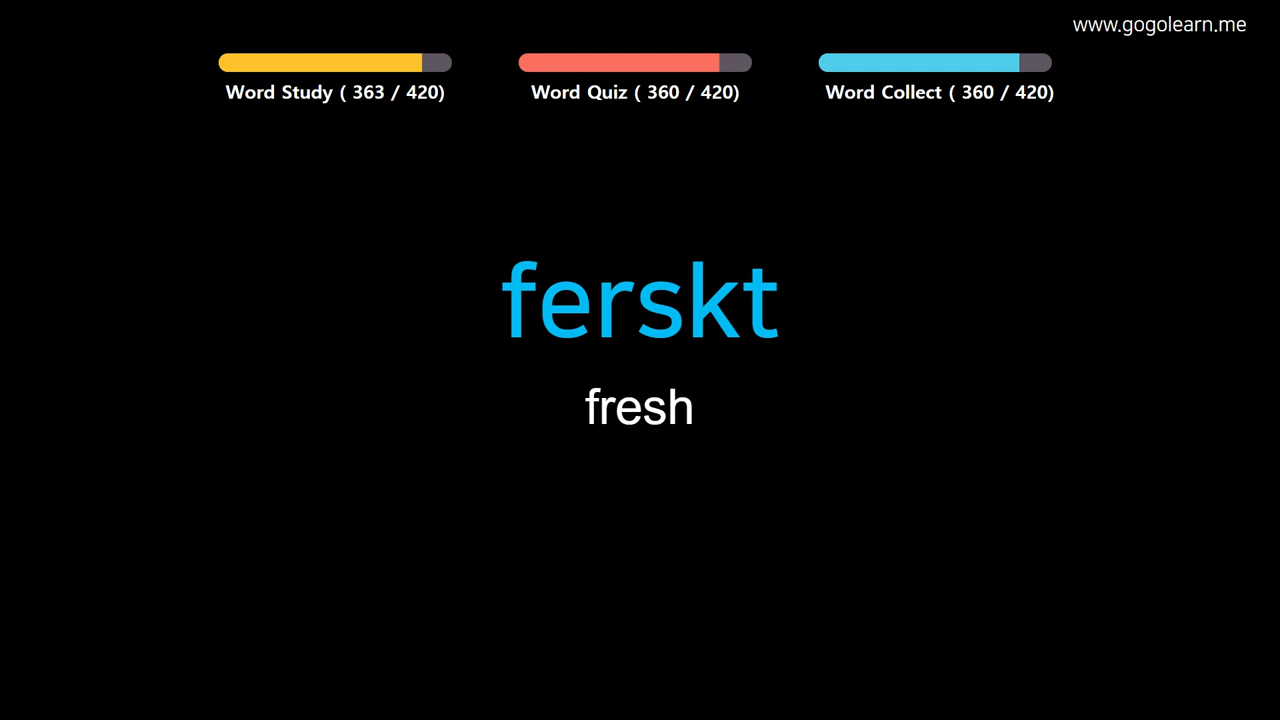 www.gogolearn.me
Word Study ( 363 / 420)
Word Quiz ( 360 / 420)
Word Collect ( 360 / 420)
ferskt
fresh